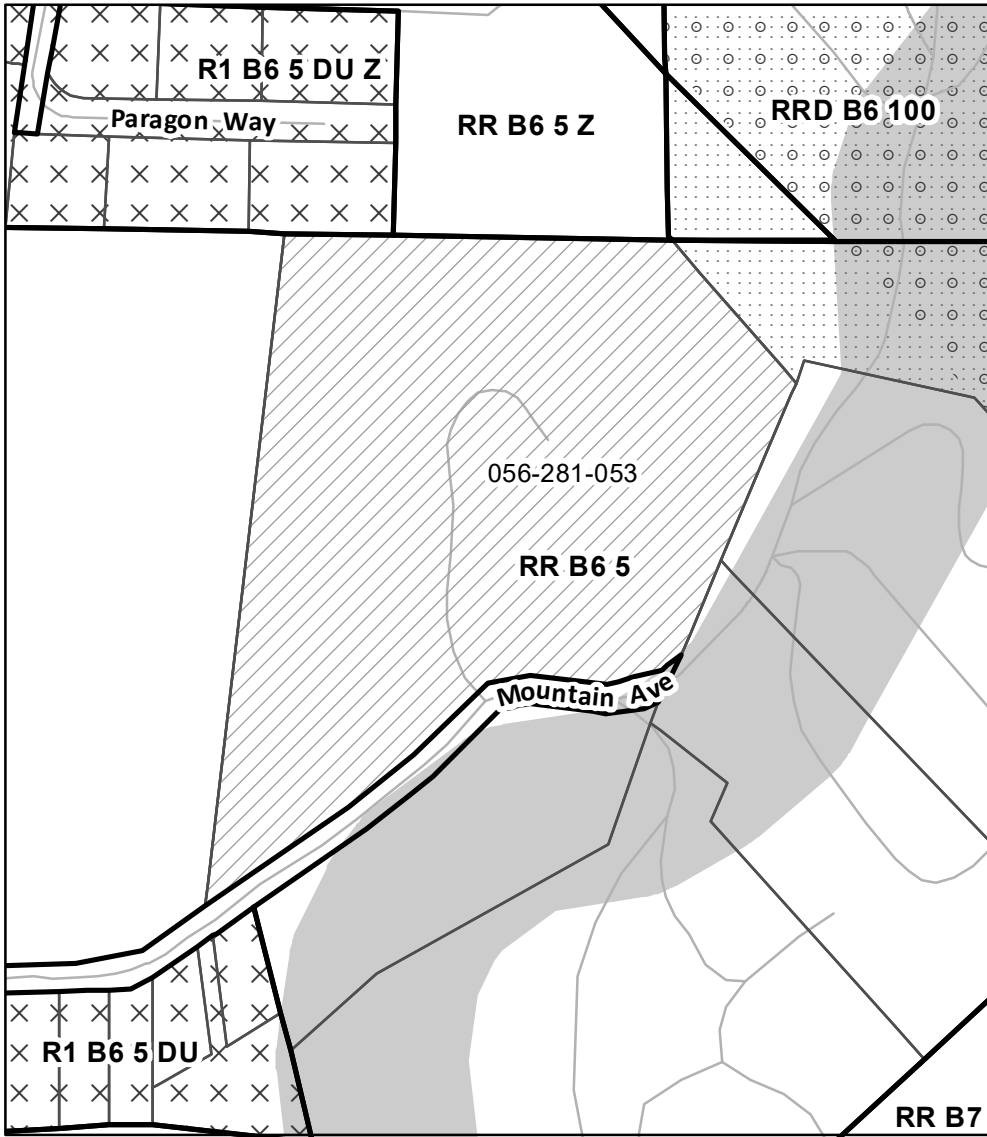 R1 B6 5 DU Z
Paragon Way
RR B6 5 Z
RRD B6 100
056-281-053
RR B6 5
Mountain Ave
R1 B6 5 DU
RR B7